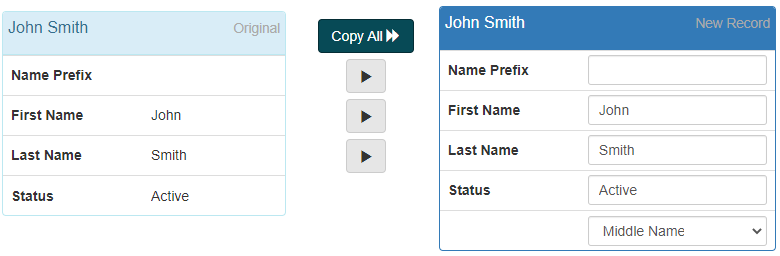 John Smith Original
Name Prefix
First Name John
Last Name Smith
Status Active
Copy All
John Smith New Record
Name Prefix
First Name John
Last Name Smith
Status Active
Middle Name